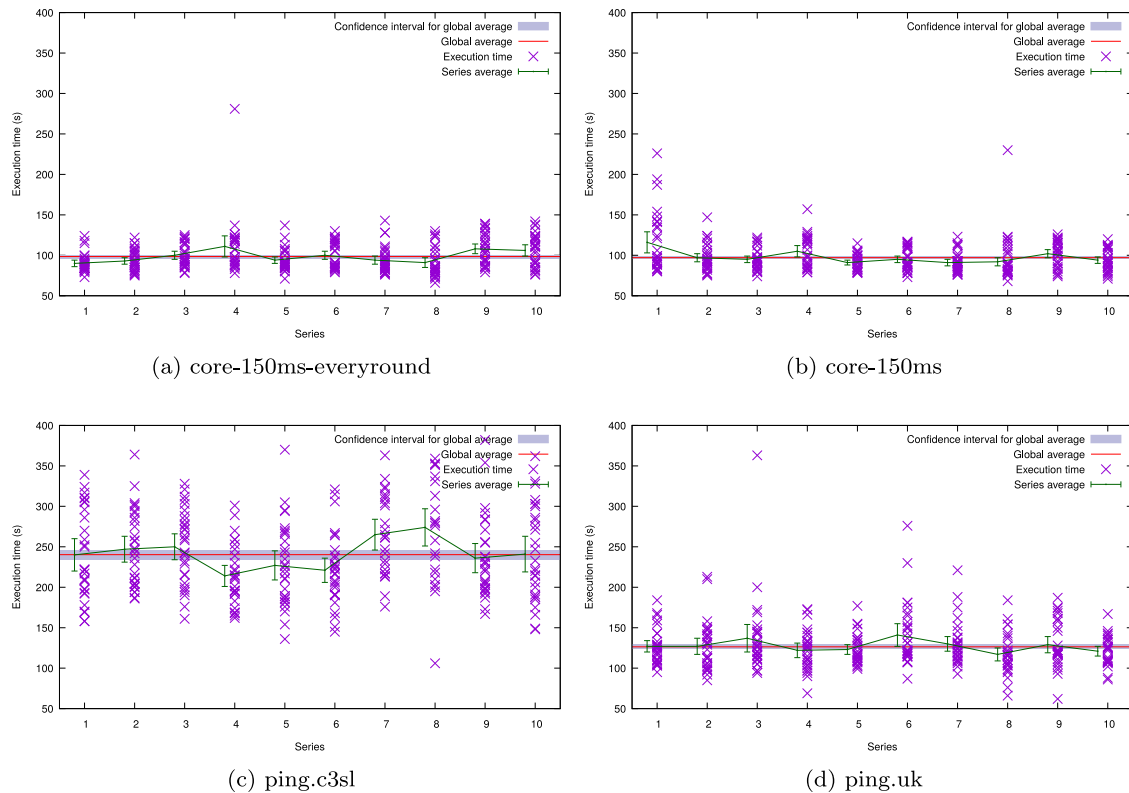 400
350
300
250
200
150
100
50
Execution time (s)
Confidence interval for global average
Global average
Execution time
Series average
1 2 3 4 5 6 7 8 9 10
Series
(a) core-150ms-everyround
400
350
300
250
200
150
100
50
Execution time (s)
Confidence interval for global average
Global average
Execution time
Series average
1 2 3 4 5 6 7 8 9 10
Series
(b) core-150ms
400
350
300
250
200
150
100
50
Execution time (s)
Confidence interval for global average
Global average
Execution time
Series average
1 2 3 4 5 6 7 8 9 10
Series
(c) ping.c3sl
400
350
300
250
200
150
100
50
Execution time (s)
Confidence interval for global average
Global average
Execution time
Series average
1 2 3 4 5 6 7 8 9 10
Series
(d) ping.uk